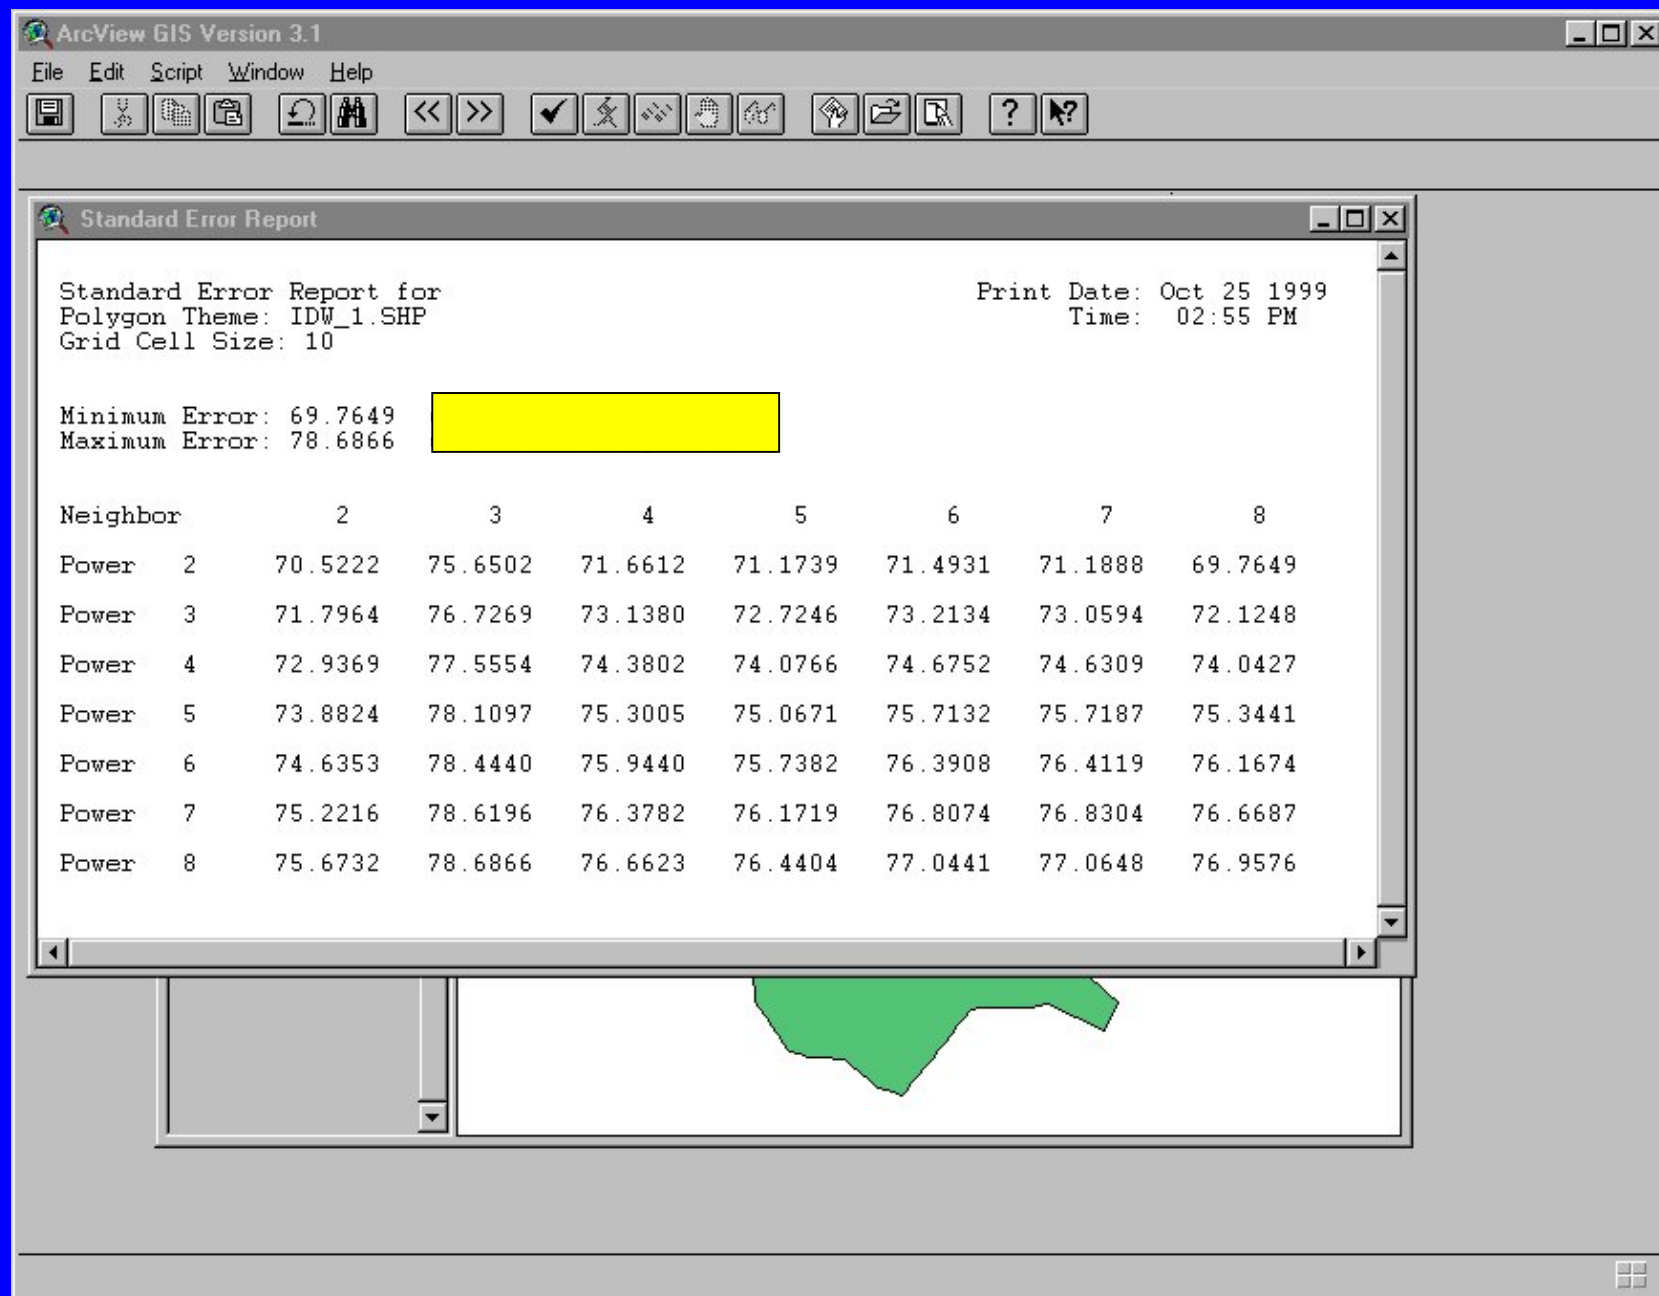 ArcView GIS Version 3.1
File Edit Script Window Help
Standard Error Report
Standard Error Report for Print Date: Oct 25 1999
Polygon Theme: IDW_1.SHP Time: 02:55 PM
Grid Cell Size: 10
Minimum Error: 69.7649
Maximum Error: 78.6866
Neighbor 2 3 4 5 6 7 8
Power 2 70.5222 75.6502 71.6612 71.1739 71.4931 71.1888 69.7649
Power 3 71.7964 76.7269 73.1380 72.7246 73.2134 73.0594 72.1248
Power 4 72.9369 77.5554 74.3802 74.0766 74.6752 74.6309 74.0427
Power 5 73.8824 78.1097 75.3005 75.0671 75.7132 75.7187 75.3441
Power 6 74.6353 78.4440 75.9440 75.7382 76.3908 76.4119 76.1674
Power 7 75.2216 78.6196 76.3782 76.1719 76.8074 76.8304 76.6687
Power 8 75.6732 78.6866 76.6623 76.4404 77.0441 77.0648 76.9576